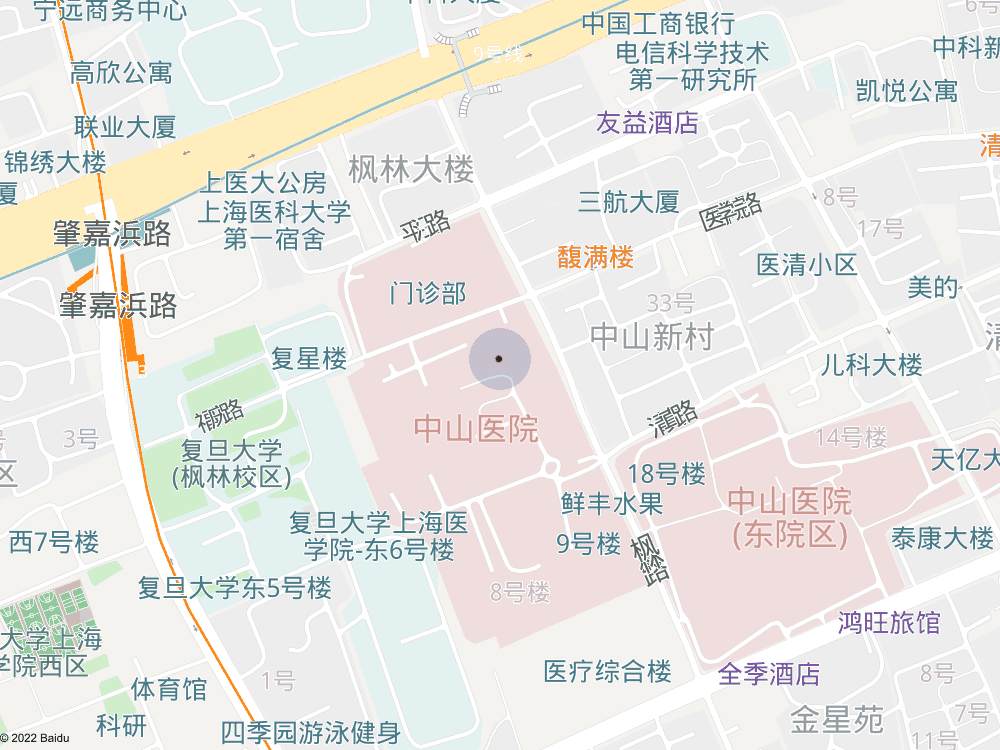 宁远商务中心
中国工商银行
9号线
电信科学技术
第一研究所
6号
中科新
高欣公寓
凯悦公寓
联业大厦
友益酒店
清
锦绣大楼
厦
枫林大楼
上医大公房
上海医科大学
第一宿舍
三航大厦
医学院路
8号
17号
平江路
肇嘉浜路
馥满楼
医清小区
门诊部
美的
肇嘉浜路
33号
中山新村
清
复星楼
儿科大楼
清真路
3号
中山医院
14号楼
区
复旦大学
(枫林校区)
18号楼
天亿大
中山医院
(东院区)
鲜丰水果
复旦大学上海医
学院-东6号楼
西7号楼
9号楼
泰康大楼
枫林路
复旦大学东5号楼
8号楼
鸿旺旅馆
大学上海
学院西区
医疗综合楼
全季酒店
8号
1号
体育馆
金星苑
7号
科研
四季园游泳健身
11号
© 2022 Baidu